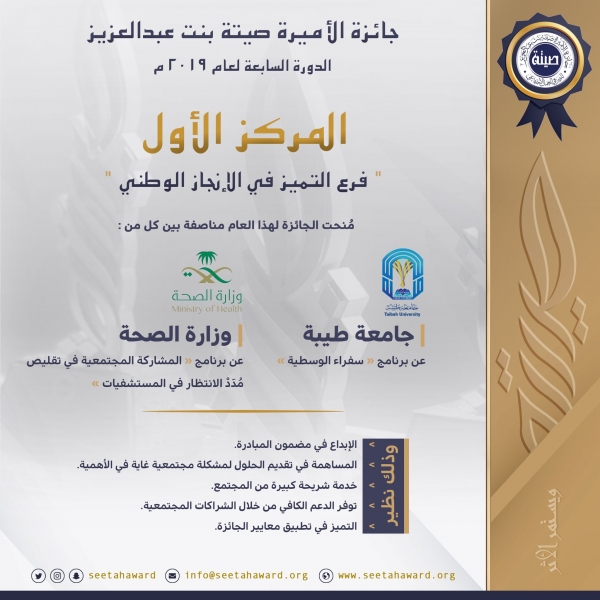 جائزة الأميرة صيتة بنت عبدالعزيز
الدورة السابعة لعام ٢٠١٩ م
المركز الأول
" فرع التميز في الإنجاز الوطني "
مُنحت الجائزة لهذا العام مناصفة بين كل من :
Taibah University
جامعة طيبة
عن برنامج « سفراء الوسطية »
وزارة الصحة
Ministry of Health
وزارة الصحة
عن برنامج « المشاركة المجتمعية في تقليص
مُدَدْ الانتظار في المستشفيات »
وذلك نظير
الإبداع في مضمون المبادرة.
المساهمة في تقديم الحلول لمشكلة مجتمعية غاية في الأهمية.
خدمة شريحة كبيرة من المجتمع.
توفر الدعم الكافي من خلال الشراكات المجتمعية.
التميز في تطبيق معايير الجائزة.
seetahaward info@seetahaward.org www.seetahaward.org
صيتة
ويستمر الأثر